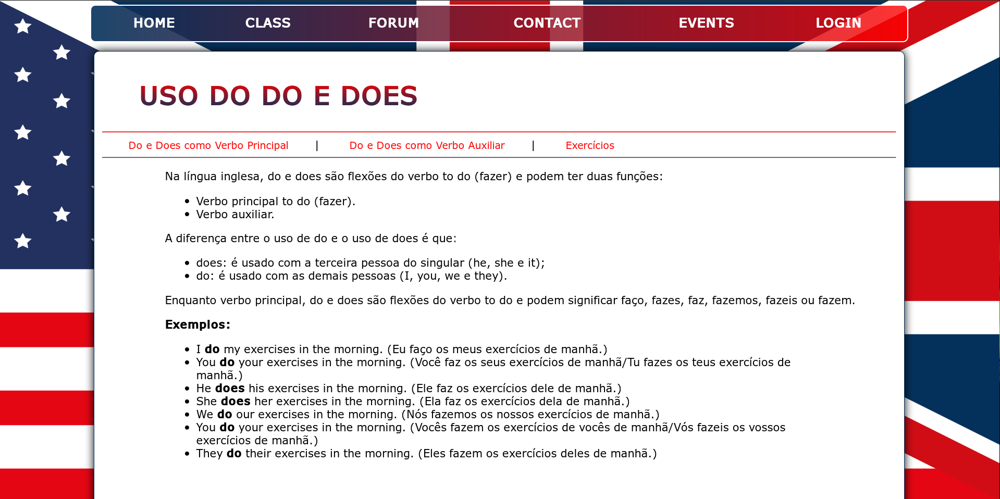 HOME CLASS FORUM CONTACT EVENTS LOGIN
USO DO DO E DOES
Do e Does como Verbo Principal | Do e Does como Verbo Auxiliar | Exercícios
Na língua inglesa, do e does são flexões do verbo to do (fazer) e podem ter duas funções:
• Verbo principal to do (fazer).
• Verbo auxiliar.
A diferença entre o uso de do e o uso de does é que:
• does: é usado com a terceira pessoa do singular (he, she e it);
• do: é usado com as demais pessoas (I, you, we e they).
Enquanto verbo principal, do e does são flexões do verbo to do e podem significar faço, fazes, faz, fazemos, fazeis ou fazem.
Exemplos:
• I do my exercises in the morning. (Eu faço os meus exercícios de manhã.)
• You do your exercises in the morning. (Você faz os seus exercícios de manhã/Tu fazes os teus exercícios de
manhã.)
• He does his exercises in the morning. (Ele faz os exercícios dele de manhã.)
• She does her exercises in the morning. (Ela faz os exercícios dela de manhã.)
• We do our exercises in the morning. (Nós fazemos os nossos exercícios de manhã.)
• You do your exercises in the morning. (Vocês fazem os exercícios de vocês de manhã/Vós fazeis os vossos
exercícios de manhã.)
• They do their exercises in the morning. (Eles fazem os exercícios deles de manhã.)